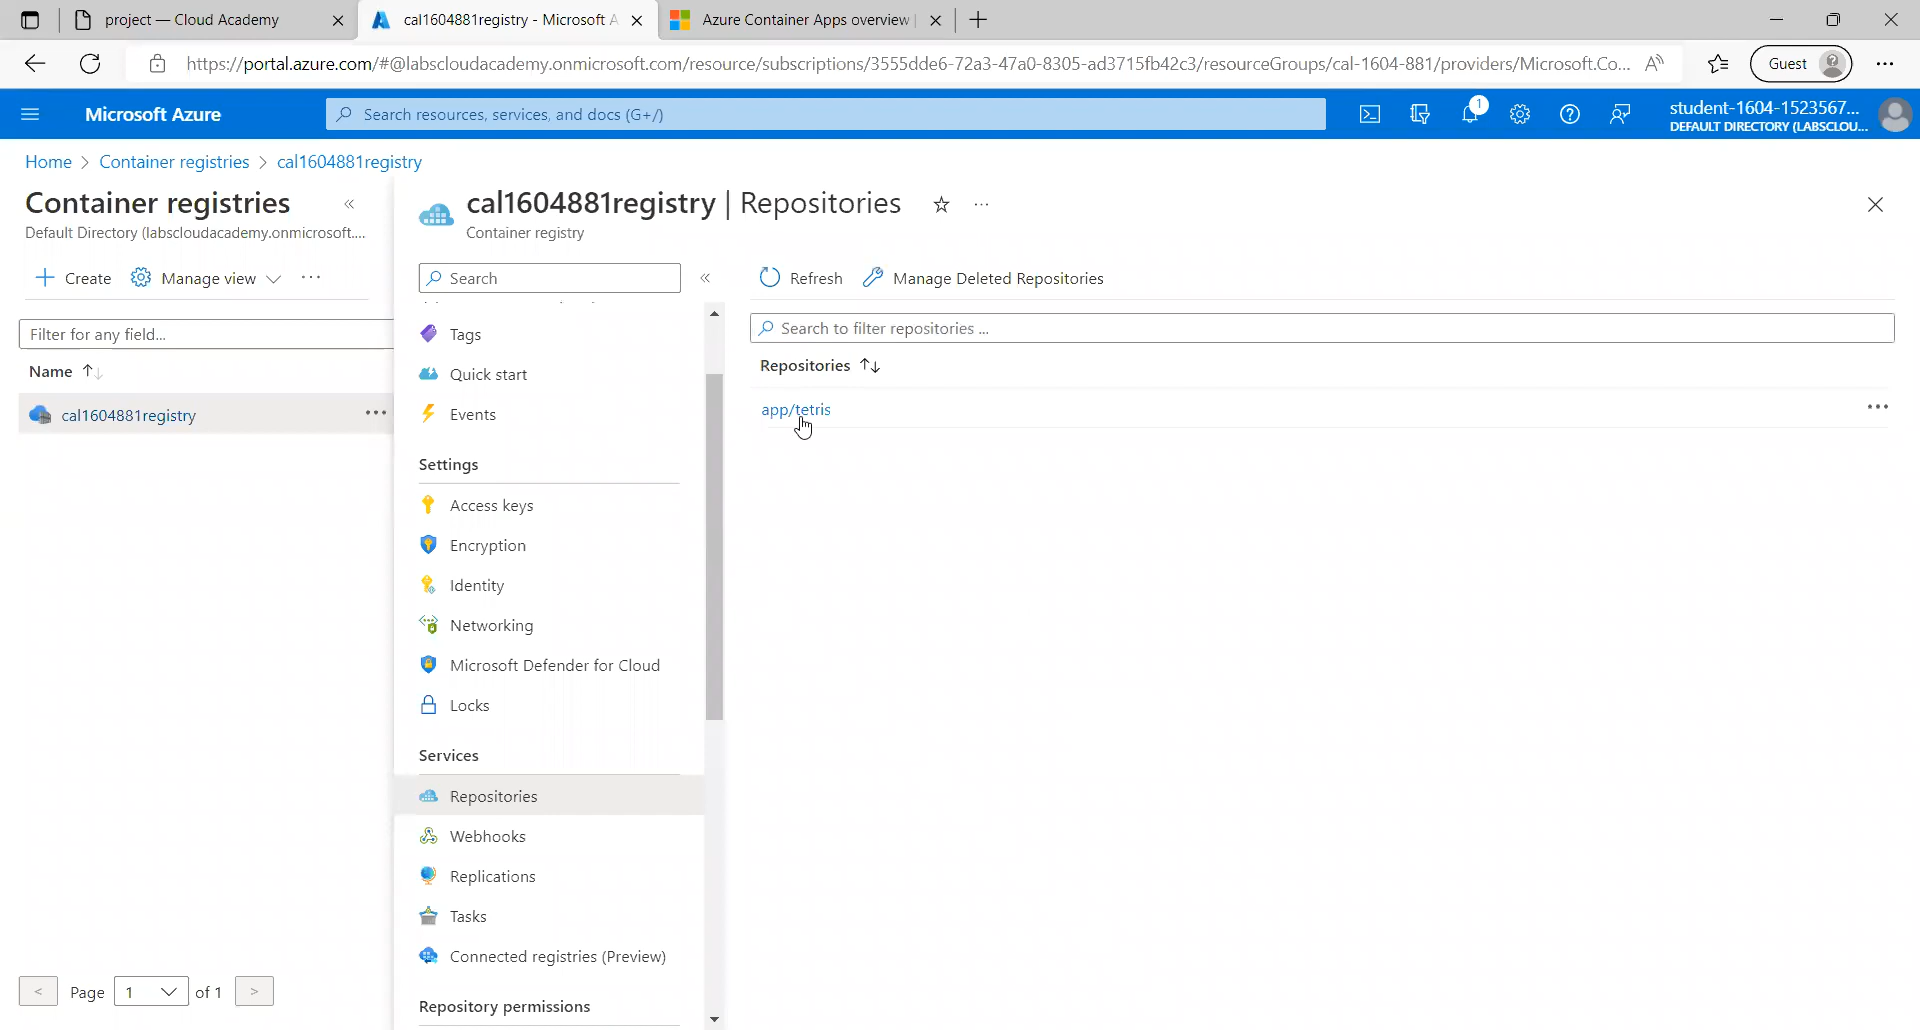 project — Cloud Academy
cal1604881registry - Microsoft A
Azure Container Apps overview
https://portal.azure.com/#@labscloudacademy.onmicrosoft.com/resource/subscriptions/3555dde6-72a3-47a0-8305-ad3715fb42c3/resourceGroups/cal-1604-881/providers/Microsoft.Co...
Guest
Microsoft Azure
Search resources, services, and docs (G+/)
1
student-1604-1523567...
DEFAULT DIRECTORY (LABSCLOU...
Home > Container registries > cal1604881registry
Container registries
Default Directory (labscloudacademy.onmicrosoft....
Create
Manage view
Filter for any field...
Name
cal1604881registry
Page 1 of 1
cal1604881registry | Repositories
Container registry
Search
Tags
Quick start
Events
Settings
Access keys
Encryption
Identity
Networking
Microsoft Defender for Cloud
Locks
Services
Repositories
Webhooks
Replications
Tasks
Connected registries (Preview)
Repository permissions
Refresh
Manage Deleted Repositories
Search to filter repositories ...
Repositories
app/tetris